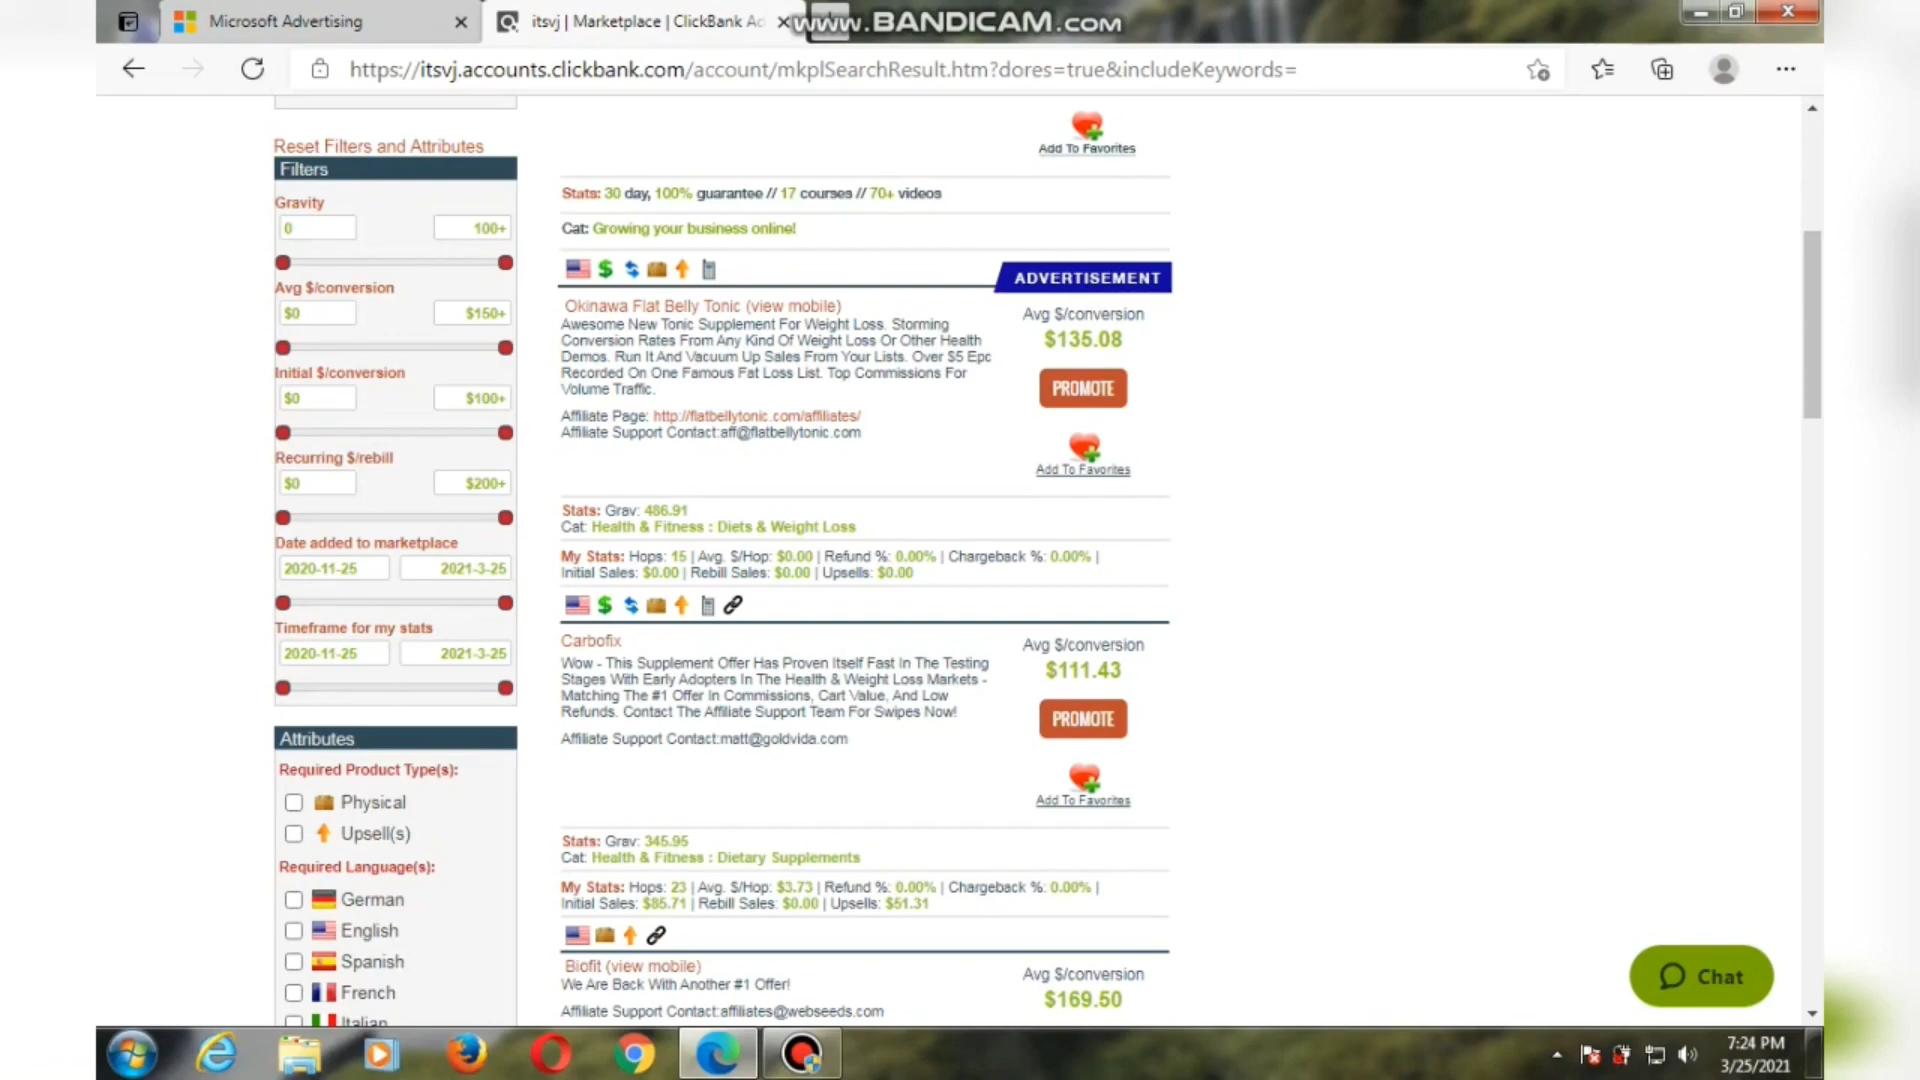 Microsoft Advertising
itsvj | Marketplace | ClickBank Ac
www.BANDICAM.com
https://itsvj.accounts.clickbank.com/account/mkplSearchResult.htm?dores=true&includeKeywords=
Reset Filters and Attributes
Filters
Gravity
0
100+
Avg $/conversion
$0
$150+
Initial $/conversion
$0
$100+
Recurring $/rebill
$0
$200+
Date added to marketplace
2020-11-25
2021-3-25
Timeframe for my stats
2020-11-25
2021-3-25
Attributes
Required Product Type(s):
Physical
Upsell(s)
Required Language(s):
German
English
Spanish
French
Italian
Add To Favorites
Stats: 30 day, 100% guarantee // 17 courses // 70+ videos
Cat: Growing your business online!
ADVERTISEMENT
Okinawa Flat Belly Tonic (view mobile)
Awesome New Tonic Supplement For Weight Loss. Storming
Conversion Rates From Any Kind Of Weight Loss Or Other Health
Demos. Run It And Vacuum Up Sales From Your Lists. Over $5 Epc
Recorded On One Famous Fat Loss List. Top Commissions For
Volume Traffic.
Affiliate Page: http://flatbellytonic.com/affiliates/
Affiliate Support Contact:aff@flatbellytonic.com
Avg $/conversion
$135.08
PROMOTE
Add To Favorites
Stats: Grav: 486.91
Cat: Health & Fitness : Diets & Weight Loss
My Stats: Hops: 15 | Avg. $/Hop: $0.00 | Refund %: 0.00% | Chargeback %: 0.00% |
Initial Sales: $0.00 | Rebill Sales: $0.00 | Upsells: $0.00
Carbofix
Wow - This Supplement Offer Has Proven Itself Fast In The Testing
Stages With Early Adopters In The Health & Weight Loss Markets -
Matching The #1 Offer In Commissions, Cart Value, And Low
Refunds. Contact The Affiliate Support Team For Swipes Now!
Affiliate Support Contact:matt@goldvida.com
Avg $/conversion
$111.43
PROMOTE
Add To Favorites
Stats: Grav: 345.95
Cat: Health & Fitness : Dietary Supplements
My Stats: Hops: 23 | Avg. $/Hop: $3.73 | Refund %: 0.00% | Chargeback %: 0.00% |
Initial Sales: $85.71 | Rebill Sales: $0.00 | Upsells: $51.31
Biofit (view mobile)
We Are Back With Another #1 Offer!
Affiliate Support Contact:affiliates@webseeds.com
Avg $/conversion
$169.50
Chat
7:24 PM
3/25/2021